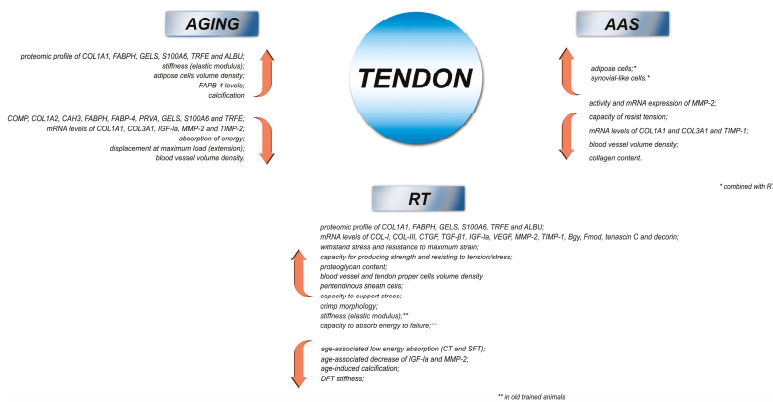 AGING
proteomic profile of COL1A1, FABPH, GELS, S100A6, TRFE and ALBU;
stiffness (elastic modulus);
adipose cells volume density;
levels;
calcification
COMP, COL1A2, CAH3, FABPH, FABP-4, PRVA, GELS, S100A6 and TRFE;
mRNA levels of COL1A1, COL3A1, IGF-Ia, MMP-2 and TIMP-2;
absorption of energy;
displacement at maximum load (extension);
blood vessel volume density.
TENDON
AAS
adipose cells;*
synovial-like cells.*
activity and mRNA expression of MMP-2;
capacity of resist tension;
mRNA levels of COL1A1 and COL3A1 and TIMP-1;
blood vessel volume density;
collagen content.
* combined with RT
RT
proteomic profile of COL1A1, FABPH, GELS, S100A6, TRFE and ALBU;
mRNA levels of COL-I, COL-III, CTGF, TGF-β1, IGF-Ia, VEGF, MMP-2, TIMP-1, Bgy, Fmod, tenascin C and decorin;
withstand stress and resistance to maximum strain;
capacity for producing strength and resisting to tension/stress;
proteoglycan content;
blood vessel and tendon proper cells volume density
peritendinous sheath cells;
capacity to support stress;
crimp morphology;
stiffness (elastic modulus);**
capacity to absorb energy to failure;**
age-associated low energy absorption (CT and SFT);
age-associated decrease of IGF-Ia and MMP-2;
age-induced calcification;
DFT stiffness;
** in old trained animals